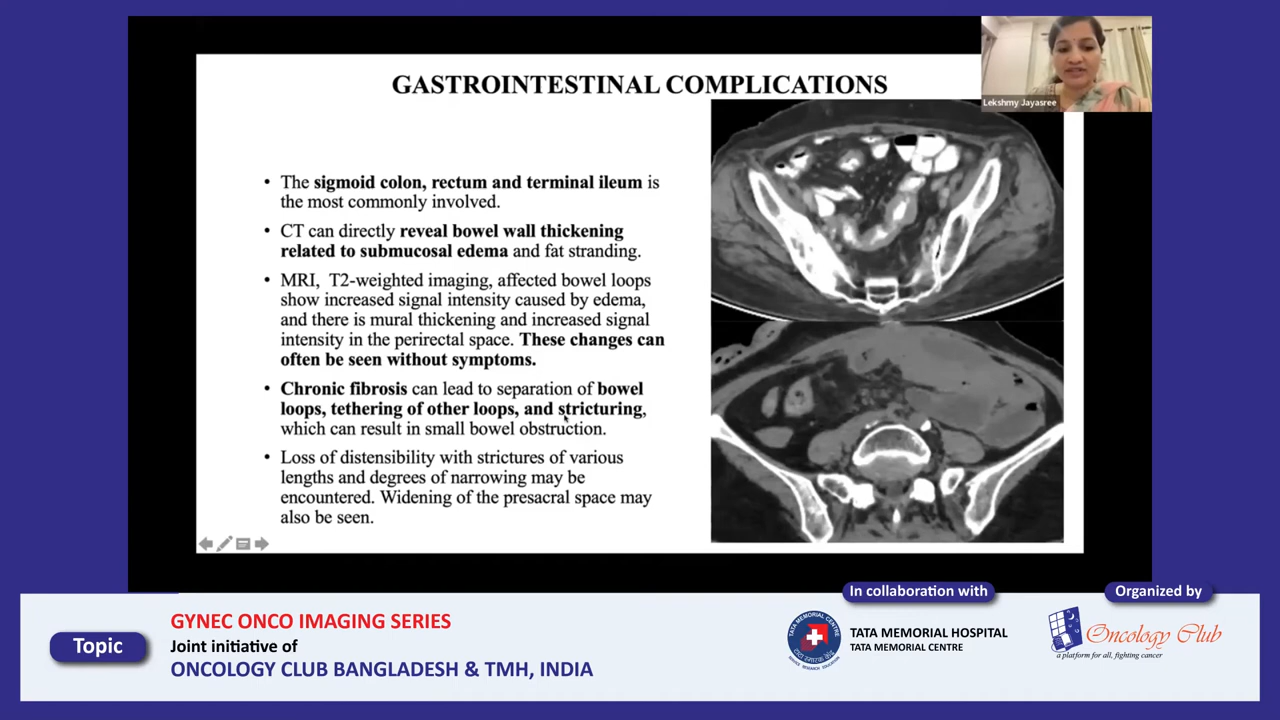 GASTROINTESTINAL COMPLICATIONS
Lekshmy Jayasree
• The sigmoid colon, rectum and terminal ileum is
the most commonly involved.
• CT can directly reveal bowel wall thickening
related to submucosal edema and fat stranding.
• MRI, T2-weighted imaging, affected bowel loops
show increased signal intensity caused by edema,
and there is mural thickening and increased signal
intensity in the perirectal space. These changes can
often be seen without symptoms.
• Chronic fibrosis can lead to separation of bowel
loops, tethering of other loops, and stricturing,
which can result in small bowel obstruction.
• Loss of distensibility with strictures of various
lengths and degrees of narrowing may be
encountered. Widening of the presacral space may
also be seen.
Topic
GYNEC ONCO IMAGING SERIES
Joint initiative of
ONCOLOGY CLUB BANGLADESH & TMH, INDIA
In collaboration with
TATA MEMORIAL HOSPITAL
TATA MEMORIAL CENTRE
Organized by
Oncology Club
a platform for all, fighting cancer